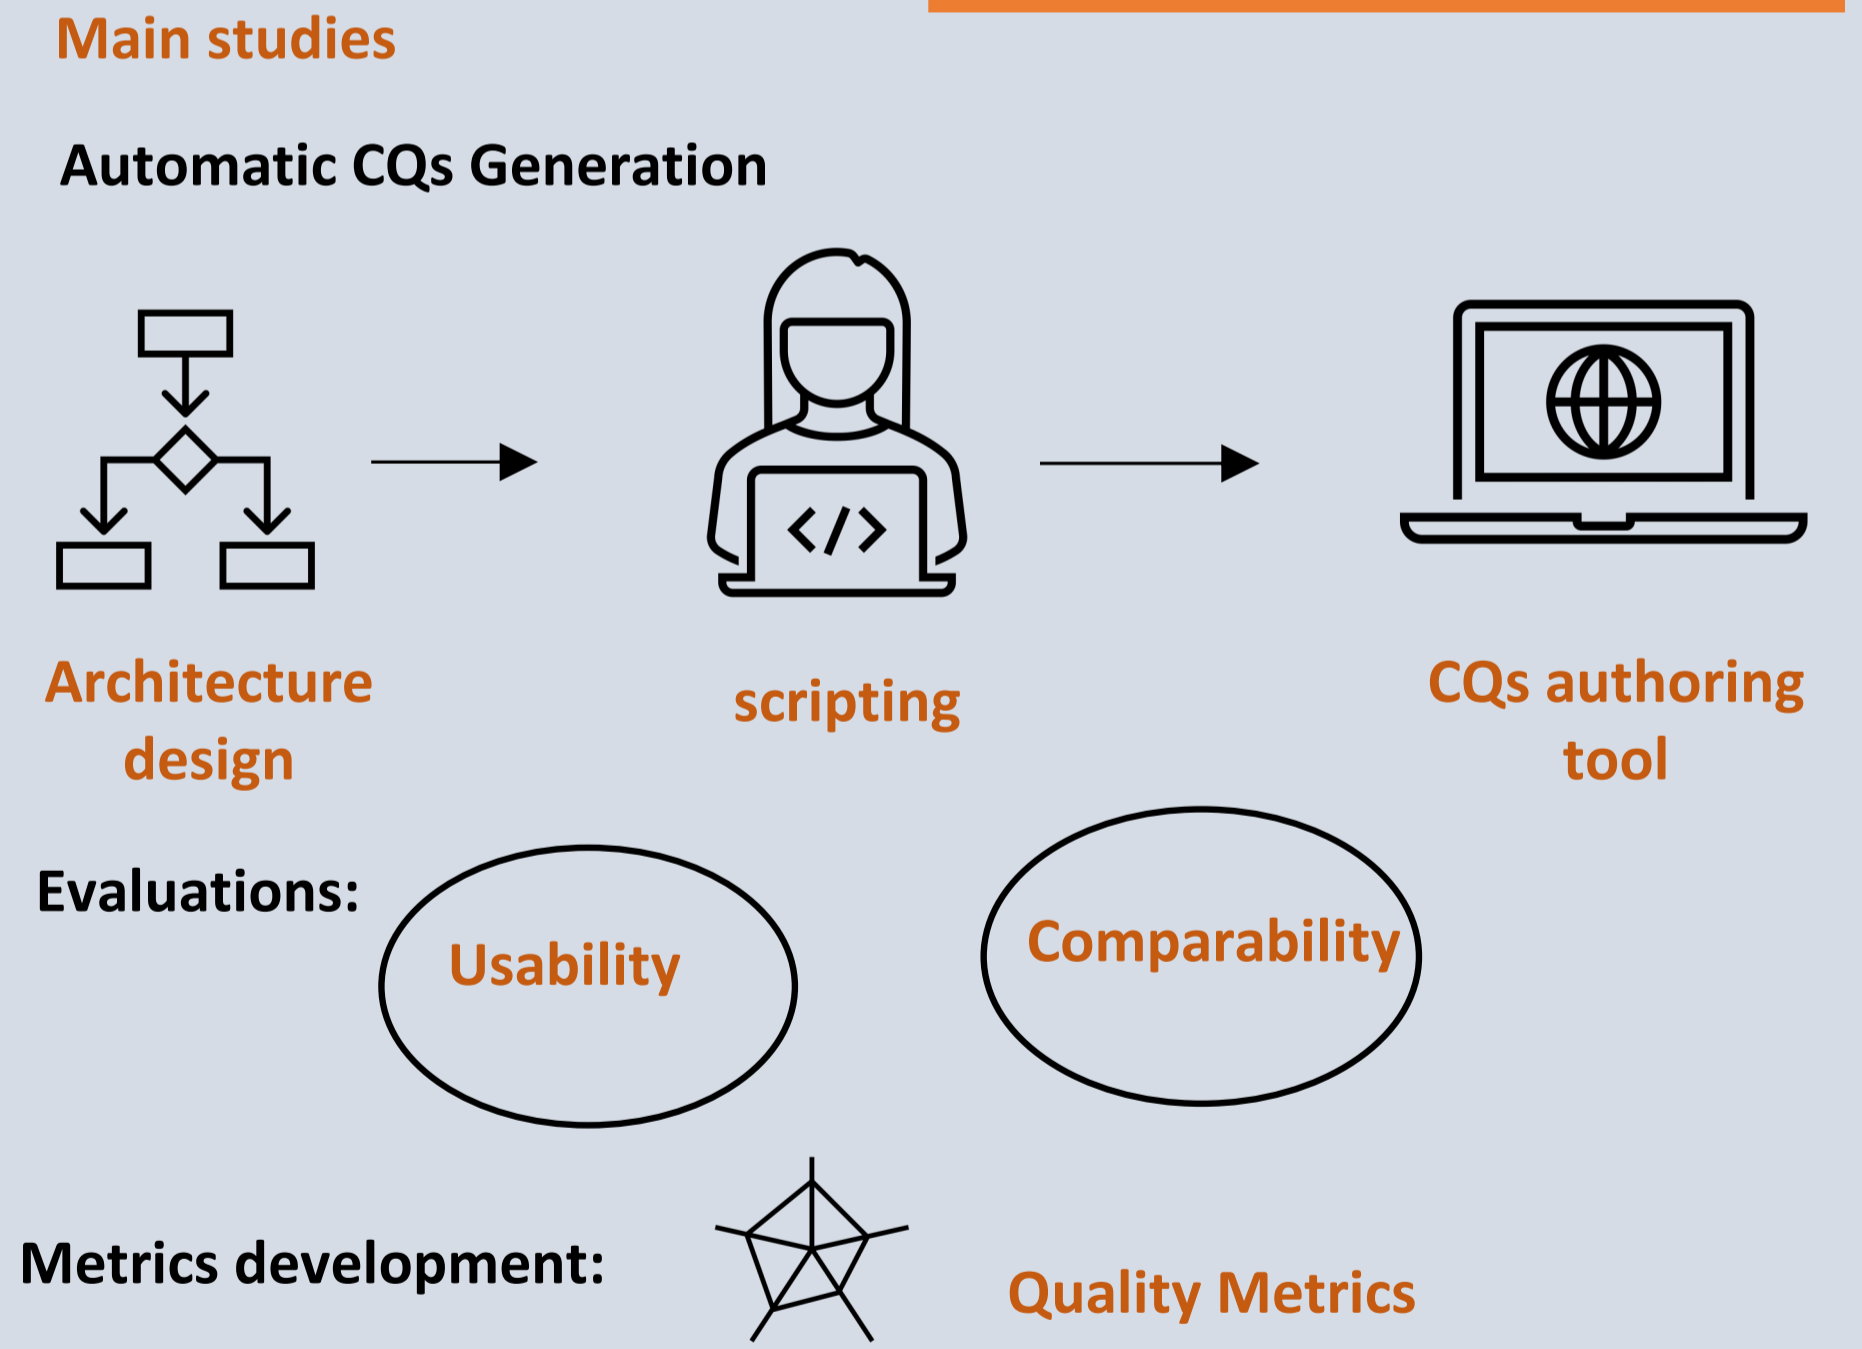 Main studies
Automatic CQs Generation
</>
Architecture
design
scripting
CQs authoring
tool
Evaluations:
Usability
Comparability
Metrics development:
Quality Metrics